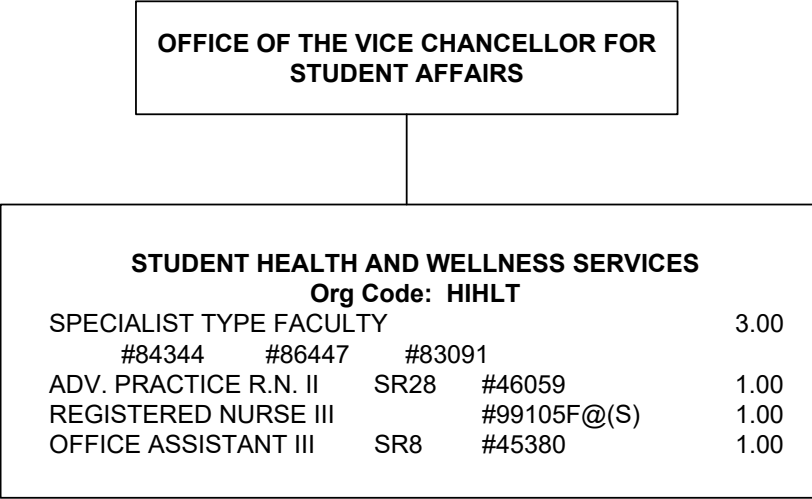 OFFICE OF THE VICE CHANCELLOR FOR
STUDENT AFFAIRS
STUDENT HEALTH AND WELLNESS SERVICES
Org Code: HIHLT
SPECIALIST TYPE FACULTY 3.00
#84344 #86447 #83091
ADV. PRACTICE R.N. II SR28 #46059 1.00
REGISTERED NURSE III #99105F@(S) 1.00
OFFICE ASSISTANT III SR8 #45380 1.00